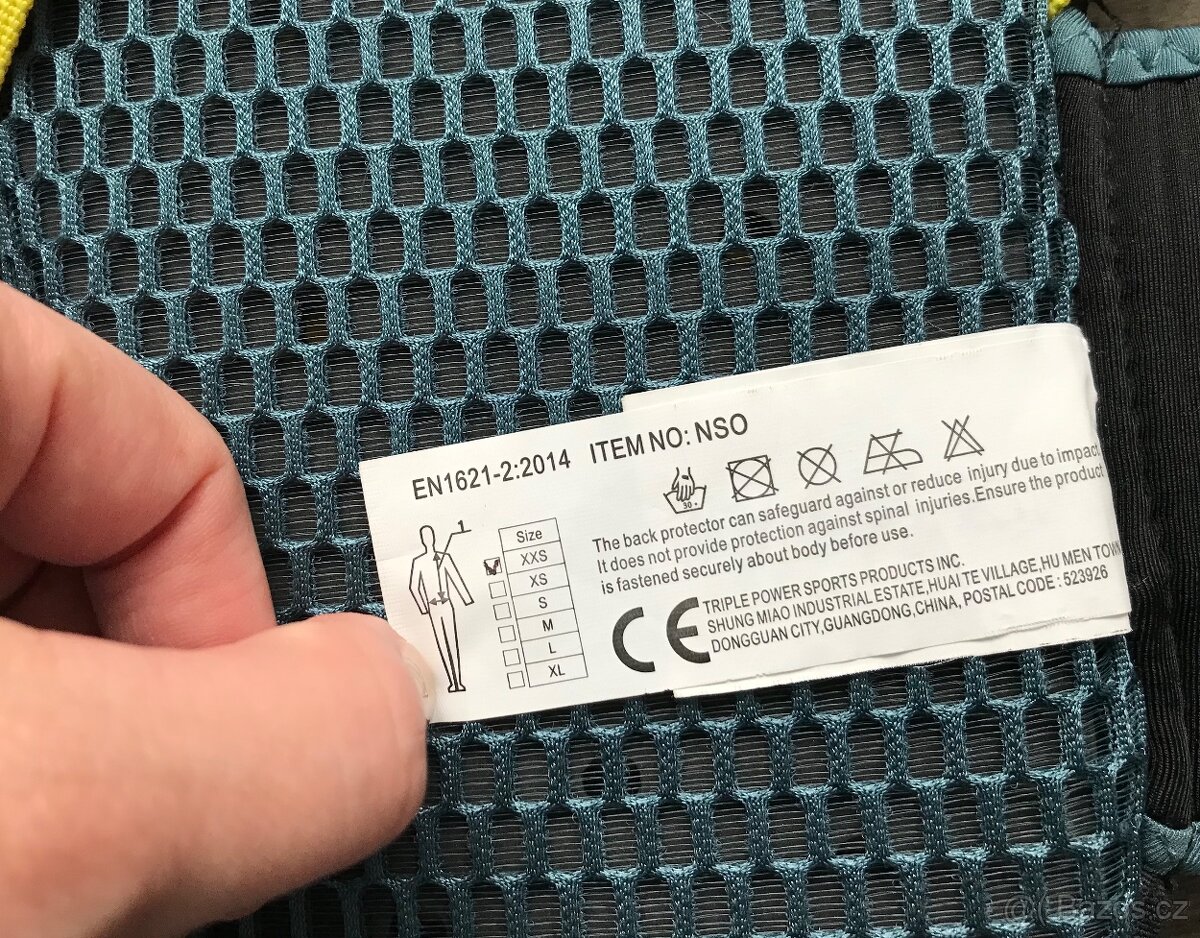 EN1621-2:2014 ITEM NO: NSO
30
1
Size
XXS
XS
S
M
L
XL
The back protector can safeguard against or reduce injury due to impact
It does not provide protection against spinal injuries.Ensure the product
is fastened securely about body before use.
CE
TRIPLE POWER SPORTS PRODUCTS INC.
SHUNG MIAO INDUSTRIAL ESTATE,HUAI TE VILLAGE,HU MEN TOWN
DONGGUAN CITY,GUANGDONG,CHINA, POSTAL CODE : 523926
Bazos.cz